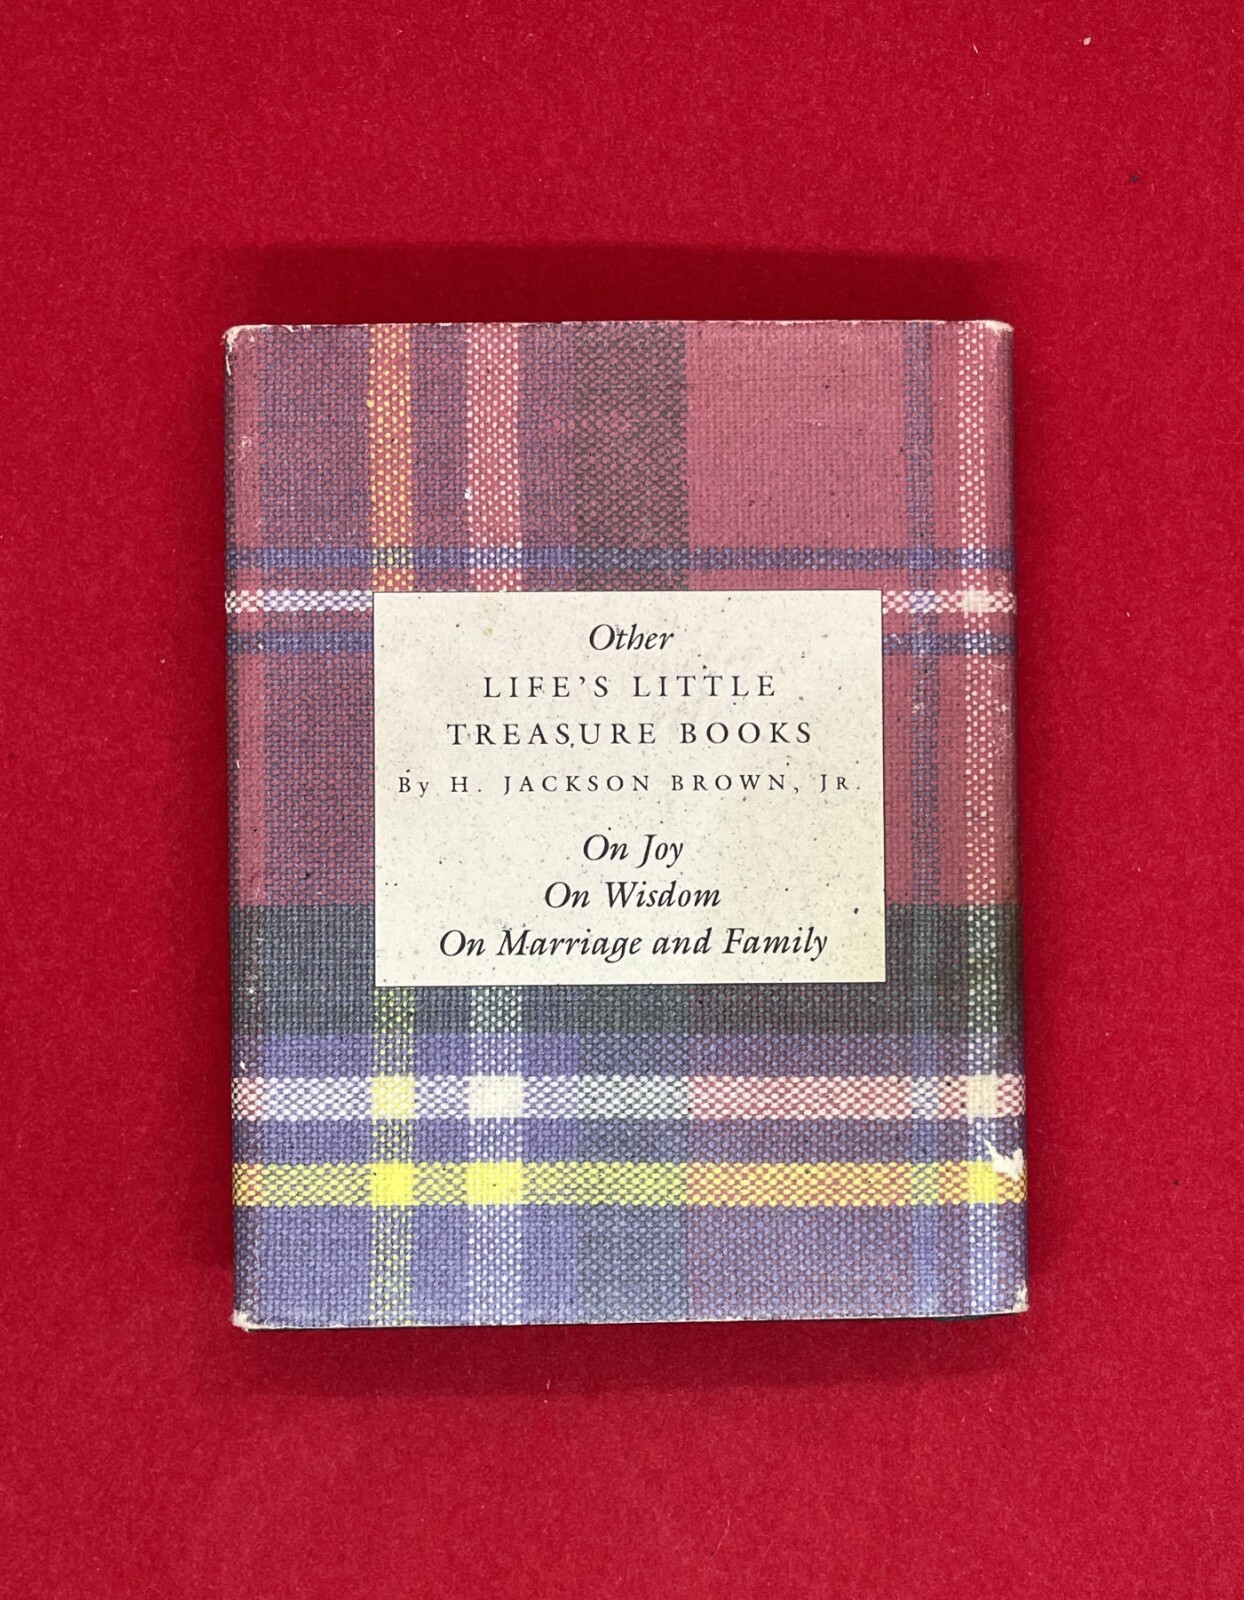 Other
LIFE'S LITTLE
TREASURE BOOKS
By H. JACKSON BROWN, JR.
On Joy
On Wisdom
On Marriage and Family